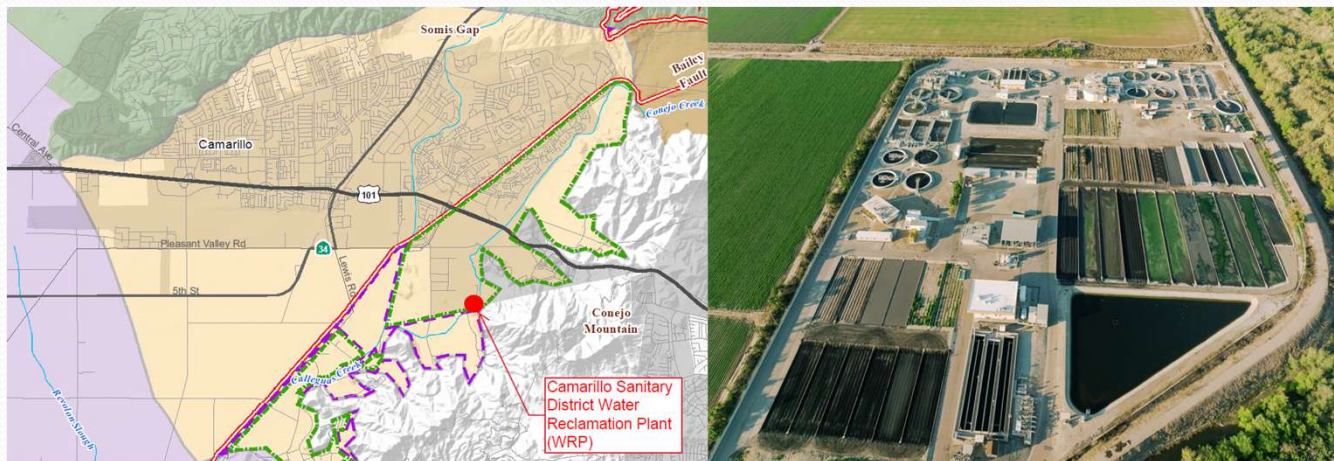 Somis Gap
Bailey
Fault
Conejo Creek
Central Ave
Camarillo
101
Pleasant Valley Rd
34
Lewis Rd
5th St
Conejo
Mountain
Calleguas Creek
Revolon Slough
Camarillo Sanitary
District Water
Reclamation Plant
(WRP)